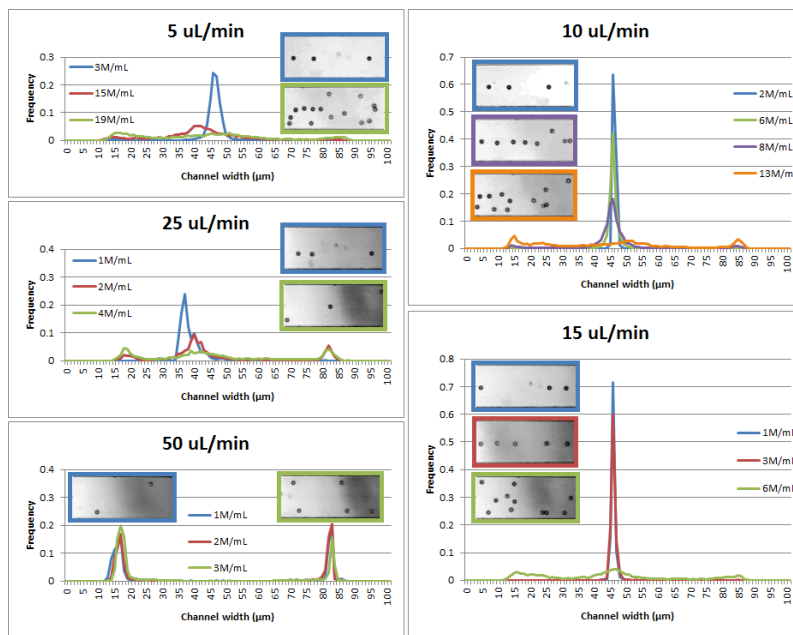 5 uL/min
Frequency
0.3
0.2
0.1
0
3M/mL
15M/mL
19M/mL
0 5 10 15 20 25 30 35 40 45 50 55 60 65 70 75 80 85 90 95 100
Channel width (µm)
25 uL/min
Frequency
0.4
0.3
0.2
0.1
0
1M/mL
2M/mL
4M/mL
0 5 10 15 20 25 30 35 40 45 50 55 60 65 70 75 80 85 90 95 100
Channel width (µm)
50 uL/min
Frequency
0.4
0.3
0.2
0.1
0
1M/mL
2M/mL
3M/mL
0 5 10 15 20 25 30 35 40 45 50 55 60 65 70 75 80 85 90 95 100
Channel width (µm)
10 uL/min
Frequency
0.7
0.6
0.5
0.4
0.3
0.2
0.1
0
2M/mL
6M/mL
8M/mL
13M/mL
0 5 10 15 20 25 30 35 40 45 50 55 60 65 70 75 80 85 90 95 100
Channel width (µm)
15 uL/min
Frequency
0.8
0.7
0.6
0.5
0.4
0.3
0.2
0.1
0
1M/mL
3M/mL
6M/mL
0 5 10 15 20 25 30 35 40 45 50 55 60 65 70 75 80 85 90 95 100
Channel width (µm)